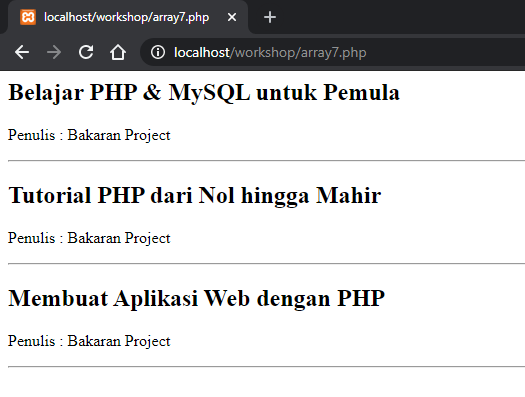 localhost/workshop/array7.php
localhost/workshop/array7.php
Belajar PHP & MySQL untuk Pemula
Penulis : Bakaran Project
Tutorial PHP dari Nol hingga Mahir
Penulis : Bakaran Project
Membuat Aplikasi Web dengan PHP
Penulis : Bakaran Project